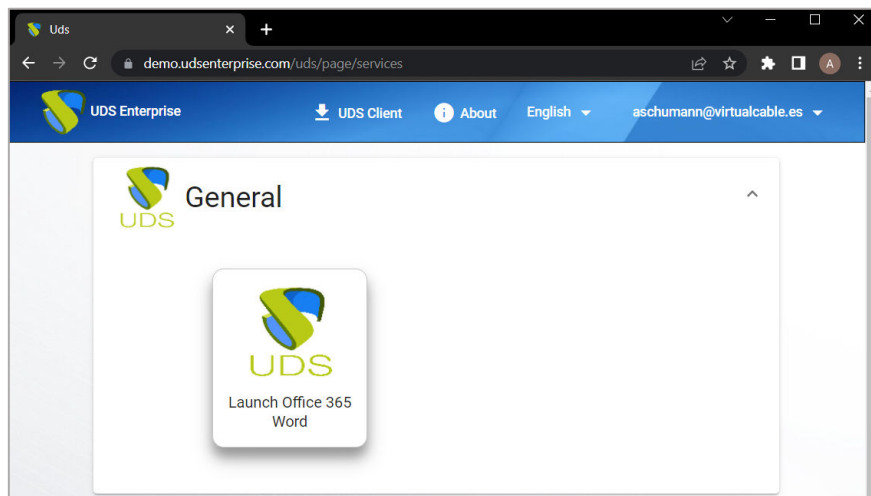 Uds
demo.udsenterprise.com/uds/page/services
A
UDS Enterprise
UDS Client
About
English
aschumann@virtualcable.es
UDS
General
UDS
Launch Office 365
Word